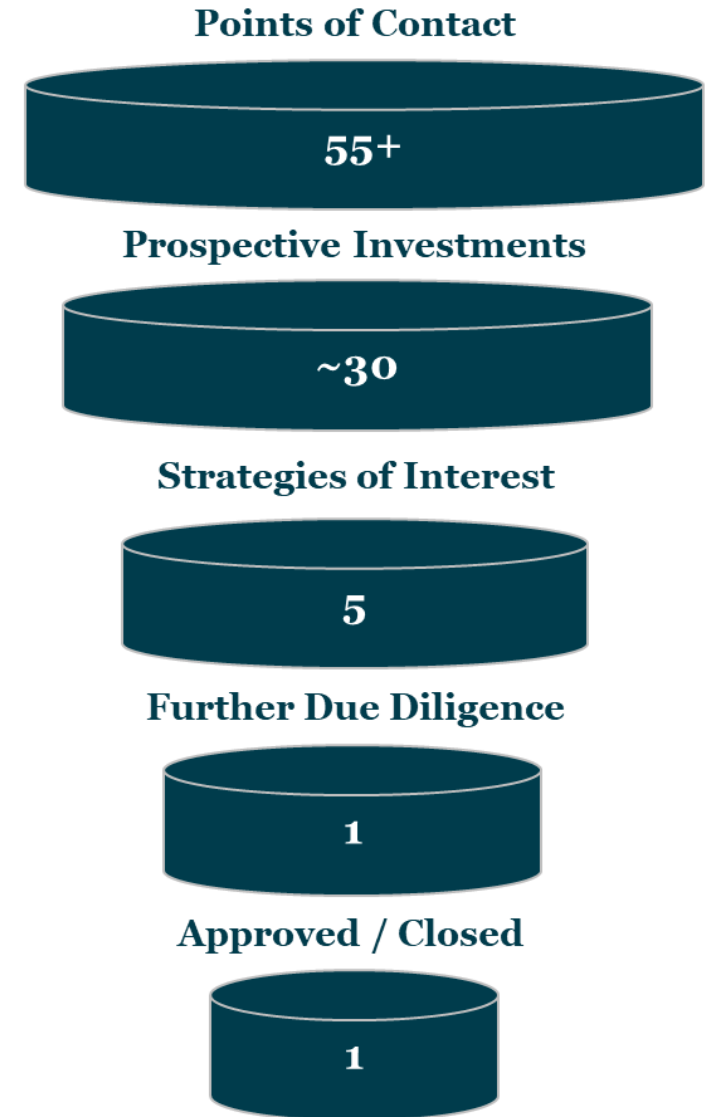 Points of Contact
55+
Prospective Investments
~30
Strategies of Interest
5
Further Due Diligence
1
Approved / Closed
1